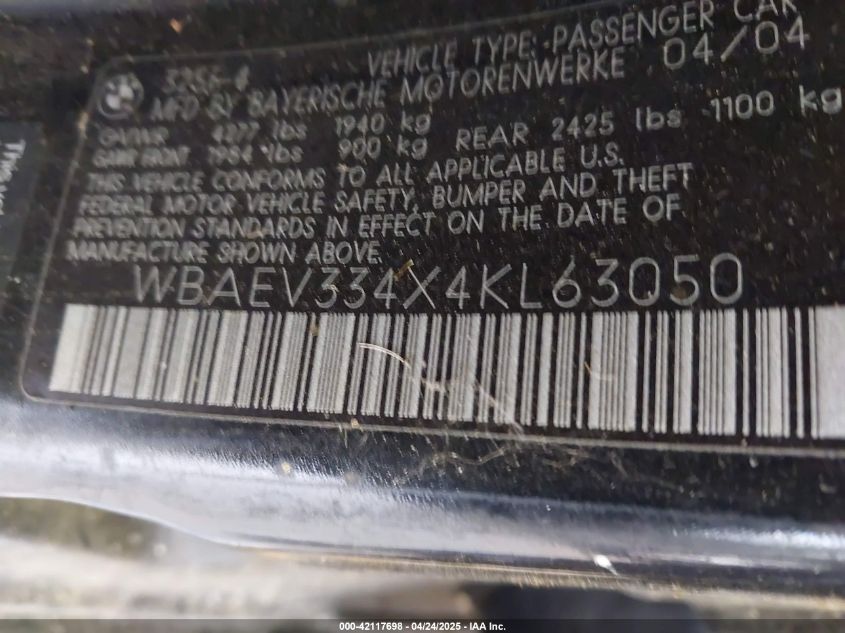 VEHICLE TYPE: PASSENGER CAR
MFD BY BAYERISCHE MOTORENWERKE 04/04
GVWR 4277 lbs 1940 kg
GAWR FRONT 1984 lbs 900 kg REAR 2425 lbs 1100 kg
THIS VEHICLE CONFORMS TO ALL APPLICABLE U.S.
FEDERAL MOTOR VEHICLE SAFETY, BUMPER AND THEFT
PREVENTION STANDARDS IN EFFECT ON THE DATE OF
MANUFACTURE SHOWN ABOVE.
WBAEV334X4KL63050
000-42117698 - 04/24/2025 - IAA Inc.